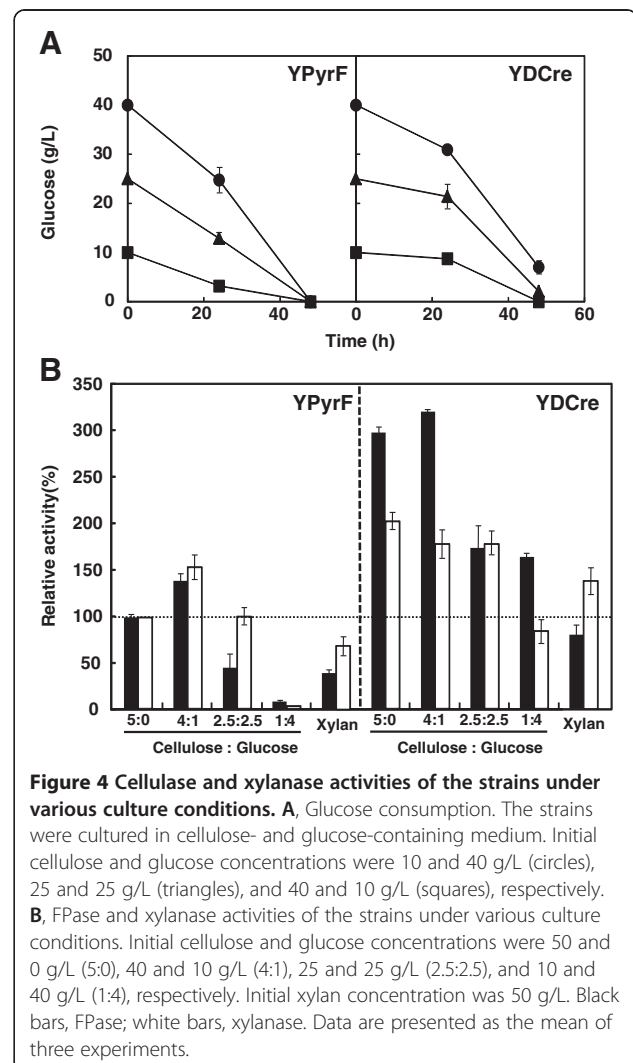 A
YPyrF
YDCre
50
40
30
20
10
0
Glucose (g/L)
0 20 40 0 20 40 60
Time (h)
B
YPyrF
YDCre
350
300
250
200
150
100
50
0
Relative activity(%)
5:0 4:1 2.5:2.5 1:4 Xylan 5:0 4:1 2.5:2.5 1:4 Xylan
Cellulose : Glucose Cellulose : Glucose
Figure 4 Cellulase and xylanase activities of the strains under
various culture conditions. A, Glucose consumption. The strains
were cultured in cellulose- and glucose-containing medium. Initial
cellulose and glucose concentrations were 10 and 40 g/L (circles),
25 and 25 g/L (triangles), and 40 and 10 g/L (squares), respectively.
B, FPase and xylanase activities of the strains under various culture
conditions. Initial cellulose and glucose concentrations were 50 and
0 g/L (5:0), 40 and 10 g/L (4:1), 25 and 25 g/L (2.5:2.5), and 10 and
40 g/L (1:4), respectively. Initial xylan concentration was 50 g/L. Black
bars, FPase; white bars, xylanase. Data are presented as the mean of
three experiments.